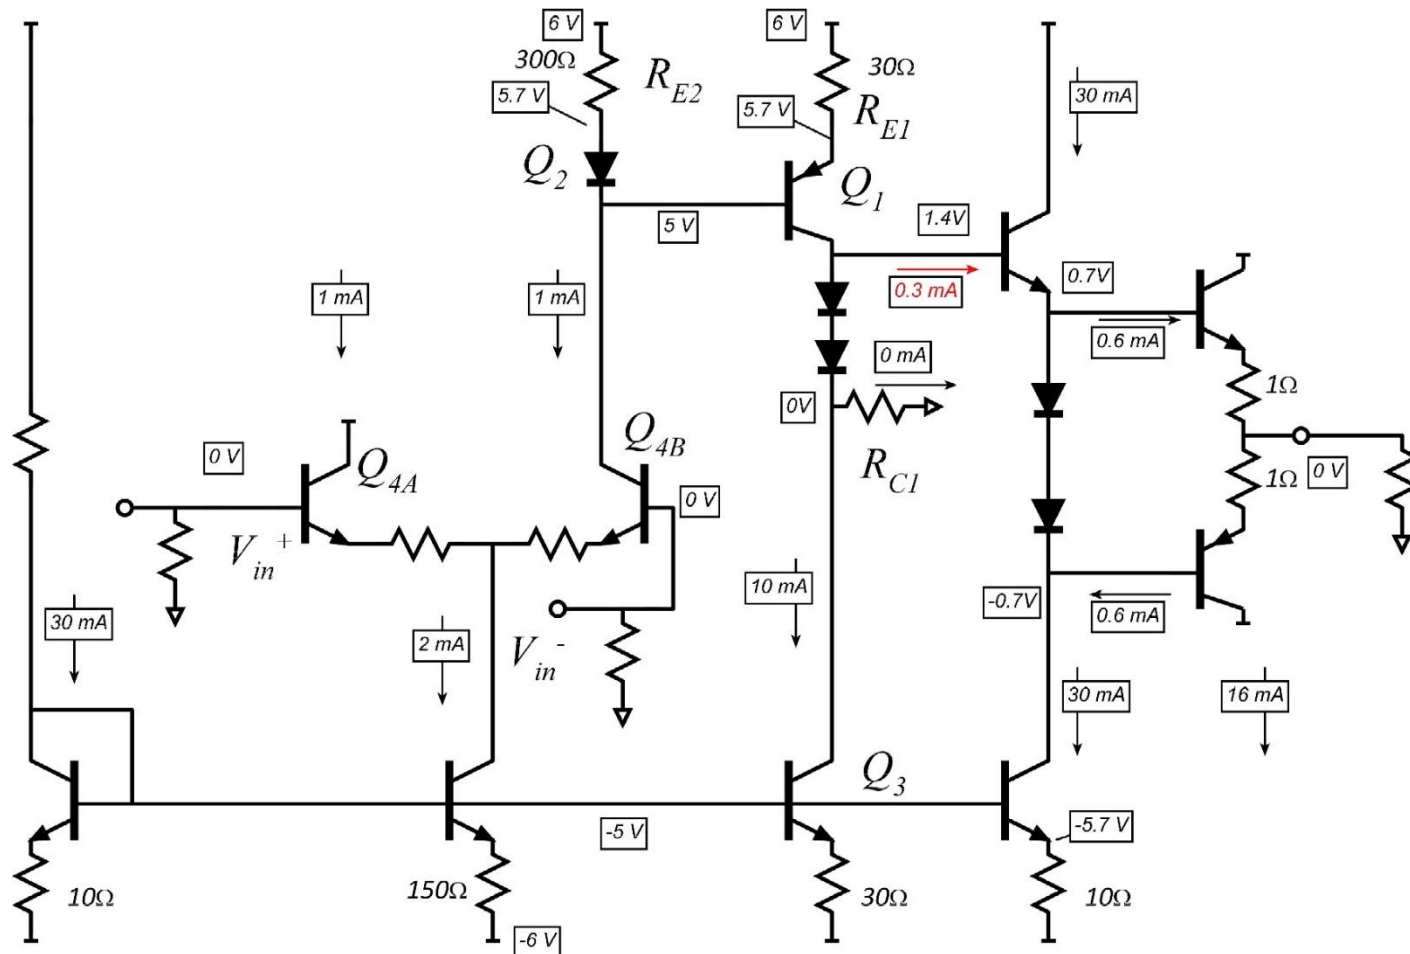 6 V
6 V
300Ω
R_E2
30Ω
30 mA
5.7 V
5.7 V
R_E1
Q_2
Q_1
5 V
1.4V
0.3 mA
0.7V
1 mA
1 mA
0.6 mA
0 mA
1Ω
0V
Q_4B
0 V
Q_4A
R_C1
1Ω
0 V
0 V
V_in^+
10 mA
-0.7V
0.6 mA
30 mA
2 mA
V_in^-
30 mA
16 mA
Q_3
-5 V
-5.7 V
10Ω
150Ω
30Ω
10Ω
-6 V